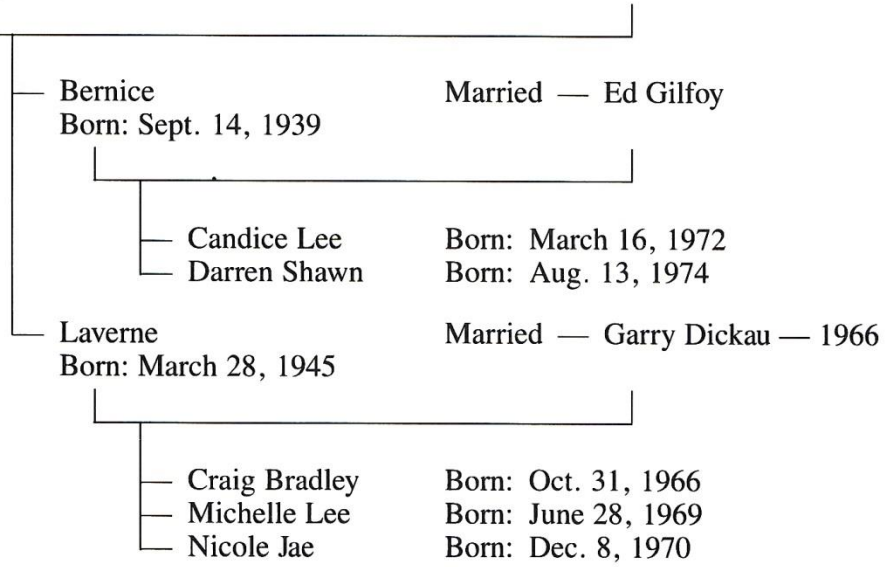 Bernice Married — Ed Gilfoy
Born: Sept. 14, 1939
Candice Lee Born: March 16, 1972
Darren Shawn Born: Aug. 13, 1974
Laverne Married — Garry Dickau — 1966
Born: March 28, 1945
Craig Bradley Born: Oct. 31, 1966
Michelle Lee Born: June 28, 1969
Nicole Jae Born: Dec. 8, 1970